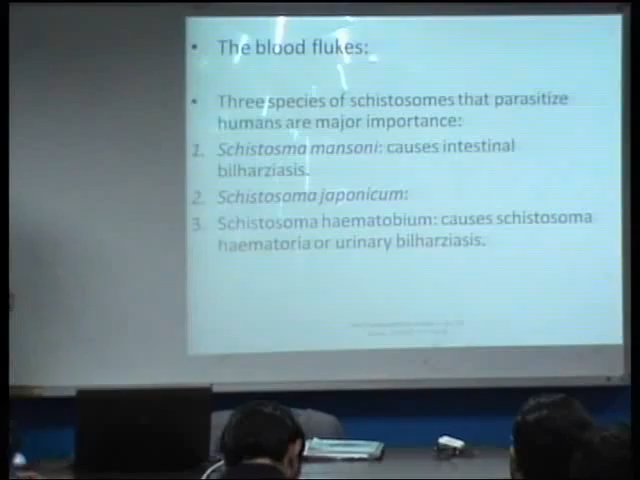 • The blood flukes:
• Three species of schistosomes that parasitize
humans are major importance:
1. Schistosma mansoni: causes intestinal
bilharziasis.
2. Schistosoma japonicum:
3. Schistosoma haematobium: causes schistosoma
haematoria or urinary bilharziasis.